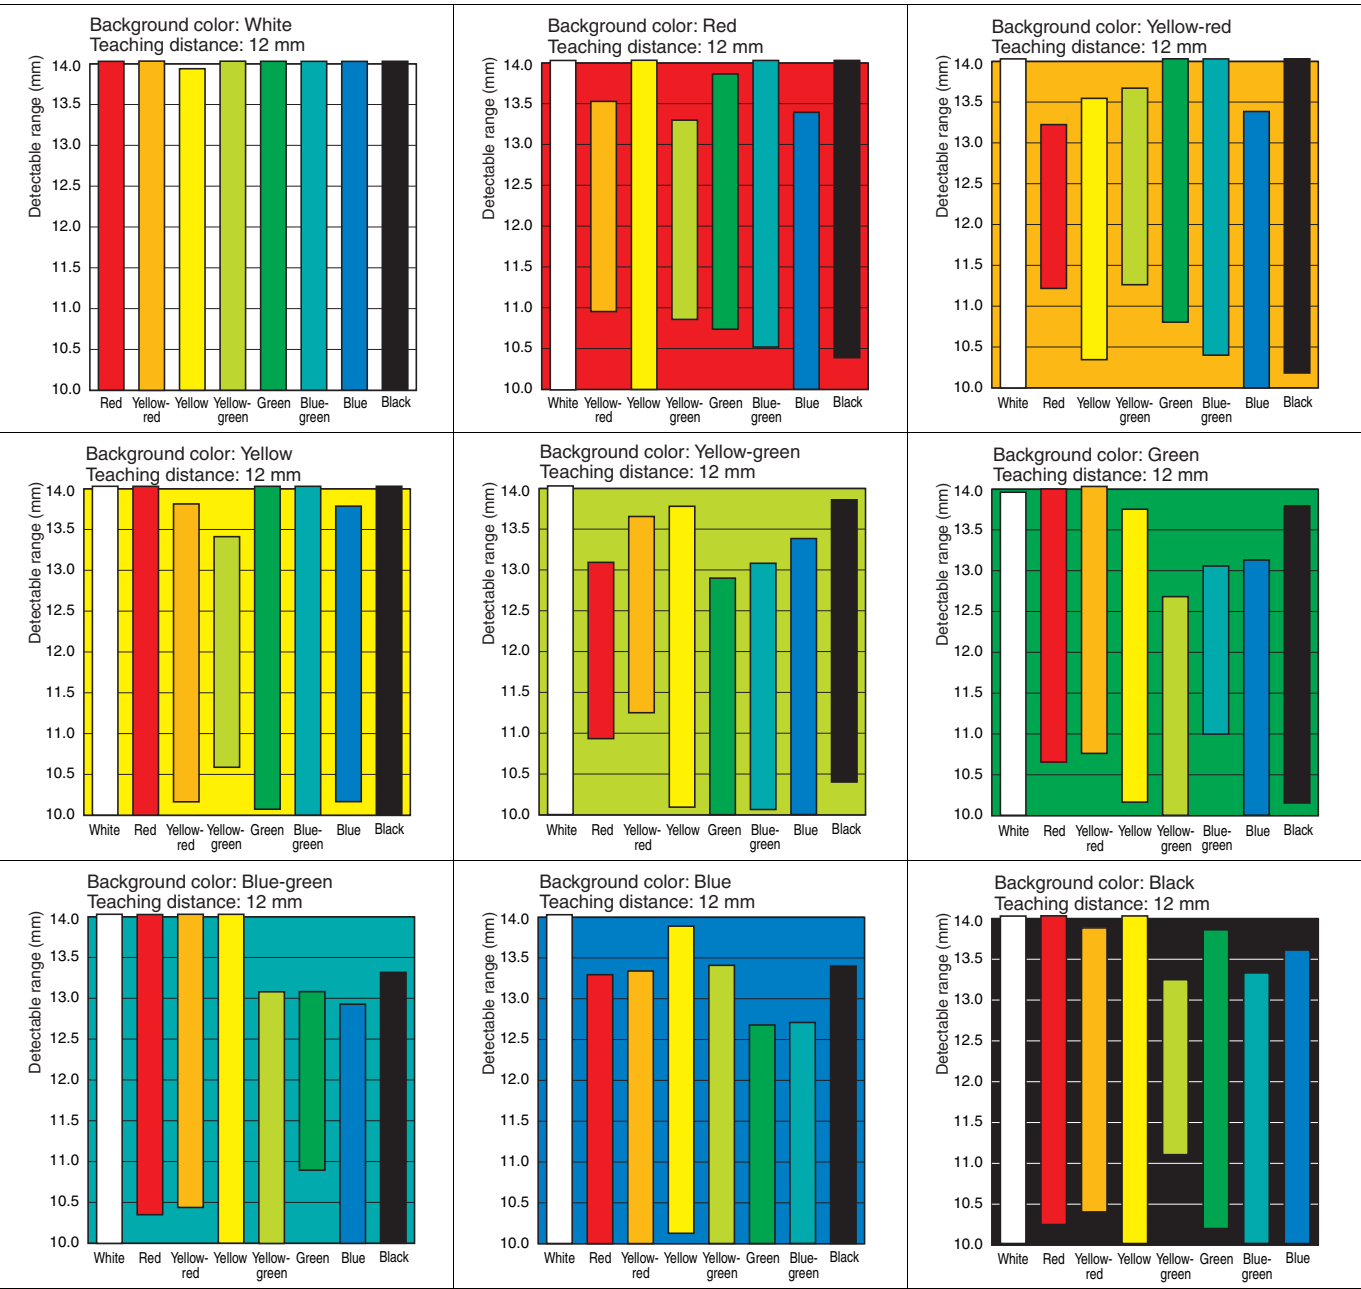 Background color: White
Teaching distance: 12 mm
Detectable range (mm)
14.0
13.5
13.0
12.5
12.0
11.5
11.0
10.5
10.0
Red Yellow- Yellow Yellow- Green Blue- Blue Black
red green green
Background color: Red
Teaching distance: 12 mm
Detectable range (mm)
14.0
13.5
13.0
12.5
12.0
11.5
11.0
10.5
10.0
White Yellow- Yellow Yellow- Green Blue- Blue Black
red green green
Background color: Yellow-red
Teaching distance: 12 mm
Detectable range (mm)
14.0
13.5
13.0
12.5
12.0
11.5
11.0
10.5
10.0
White Red Yellow Yellow- Green Blue- Blue Black
green green
Background color: Yellow
Teaching distance: 12 mm
Detectable range (mm)
14.0
13.5
13.0
12.5
12.0
11.5
11.0
10.5
10.0
White Red Yellow- Yellow- Green Blue- Blue Black
red green green
Background color: Yellow-green
Teaching distance: 12 mm
Detectable range (mm)
14.0
13.5
13.0
12.5
12.0
11.5
11.0
10.5
10.0
White Red Yellow- Yellow Green Blue- Blue Black
red green
Background color: Green
Teaching distance: 12 mm
Detectable range (mm)
14.0
13.5
13.0
12.5
12.0
11.5
11.0
10.5
10.0
White Red Yellow- Yellow Yellow- Blue- Blue Black
red green green
Background color: Blue-green
Teaching distance: 12 mm
Detectable range (mm)
14.0
13.5
13.0
12.5
12.0
11.5
11.0
10.5
10.0
White Red Yellow- Yellow Yellow- Green Blue Black
red green
Background color: Blue
Teaching distance: 12 mm
Detectable range (mm)
14.0
13.5
13.0
12.5
12.0
11.5
11.0
10.5
10.0
White Red Yellow- Yellow Yellow- Green Blue- Black
red green green
Background color: Black
Teaching distance: 12 mm
Detectable range (mm)
14.0
13.5
13.0
12.5
12.0
11.5
11.0
10.5
10.0
White Red Yellow- Yellow Yellow- Green Blue- Blue
red green green